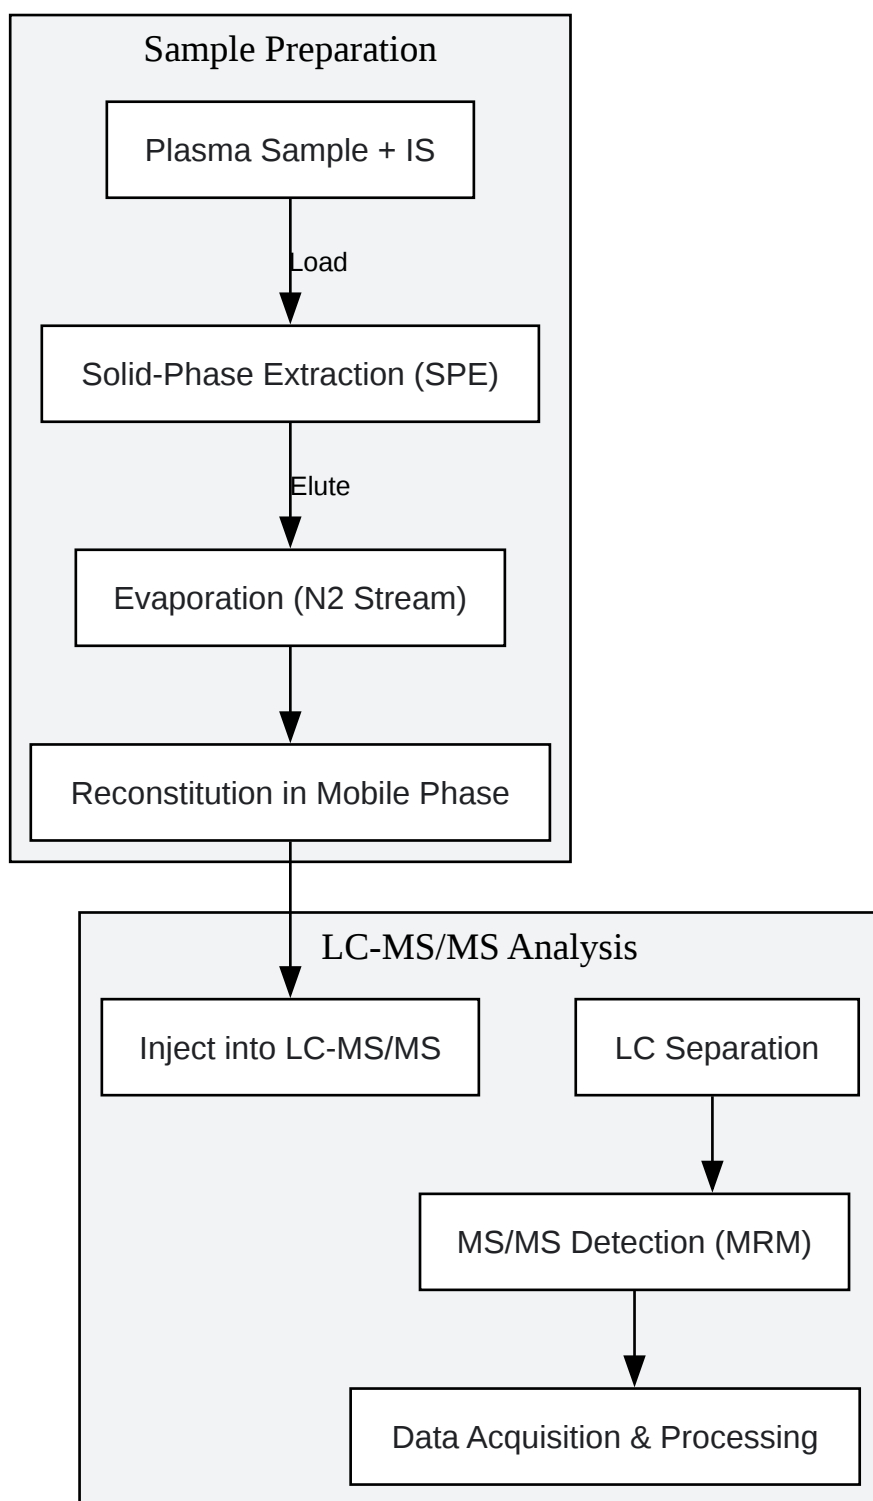 Sample Preparation
Plasma Sample + IS
Load
Solid-Phase Extraction (SPE)
Elute
Evaporation (N2 Stream)
Reconstitution in Mobile Phase
LC-MS/MS Analysis
Inject into LC-MS/MS
LC Separation
MS/MS Detection (MRM)
Data Acquisition & Processing